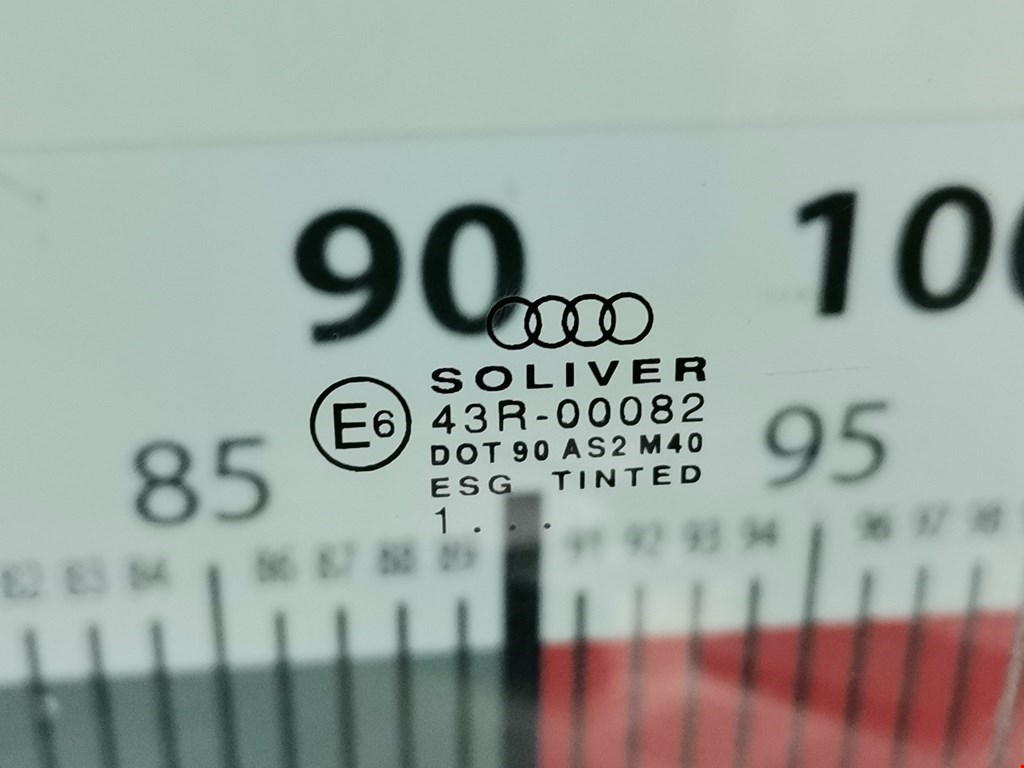 90 100
SOLIVER
E6 43R-00082
DOT 90 AS2 M40
ESG TINTED
1 . . .
85 95
82 83 84 86 87 88 89 91 92 93 94 96 97 98